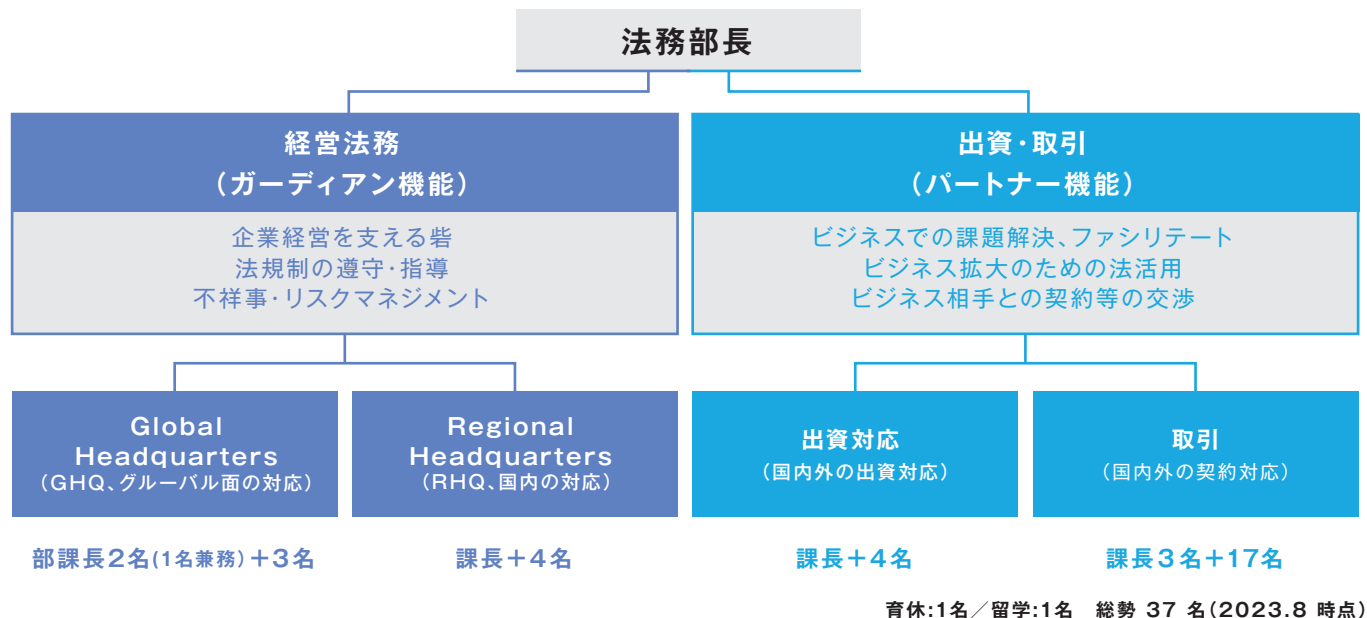 法務部長
経営法務
(ガーディアン機能)
企業経営を支える砦
法規制の遵守・指導
不祥事・リスクマネジメント
出資・取引
(パートナー機能)
ビジネスでの課題解決、ファシリテート
ビジネス拡大のための法活用
ビジネス相手との契約等の交渉
Global
Headquarters
(GHQ、グルーバル面の対応)
部課長2名(1名兼務)+3名
Regional
Headquarters
(RHQ、国内の対応)
課長+4名
出資対応
(国内外の出資対応)
課長+4名
取引
(国内外の契約対応)
課長3名+17名
育休:1名/留学:1名 総勢 37 名(2023.8 時点)